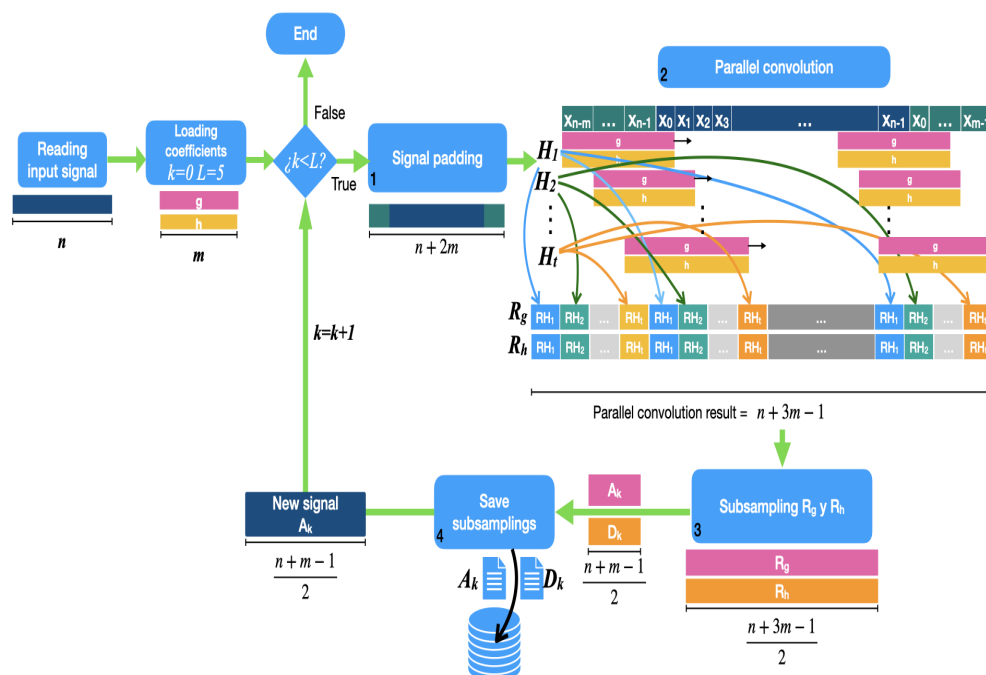 End
False
Reading
input signal
n
Loading
coefficients
k=0 L=5
g
h
m
¿k<L?
True
Signal padding
1
n + 2m
k=k+1
Parallel convolution
2
Xn-m ... Xn-1 X0 X1 X2 X3 ... Xn-1 X0 ... Xm-1
H1 g g
h h
H2 g g
h h
⋮ ⋮ ⋮
Ht g g
h h
Rg RH1 RH2 ... RHt RH1 RH2 ... RHt ... RH1 RH2 ... RHt
Rh RH1 RH2 ... RHt RH1 RH2 ... RHt ... RH1 RH2 ... RHt
Parallel convolution result = n + 3m − 1
Subsampling Rg y Rh
3
Rg
Rh
n + 3m − 1
2
Ak
Dk
n + m − 1
2
Save
subsamplings
4
Ak Dk
New signal
Ak
n + m − 1
2